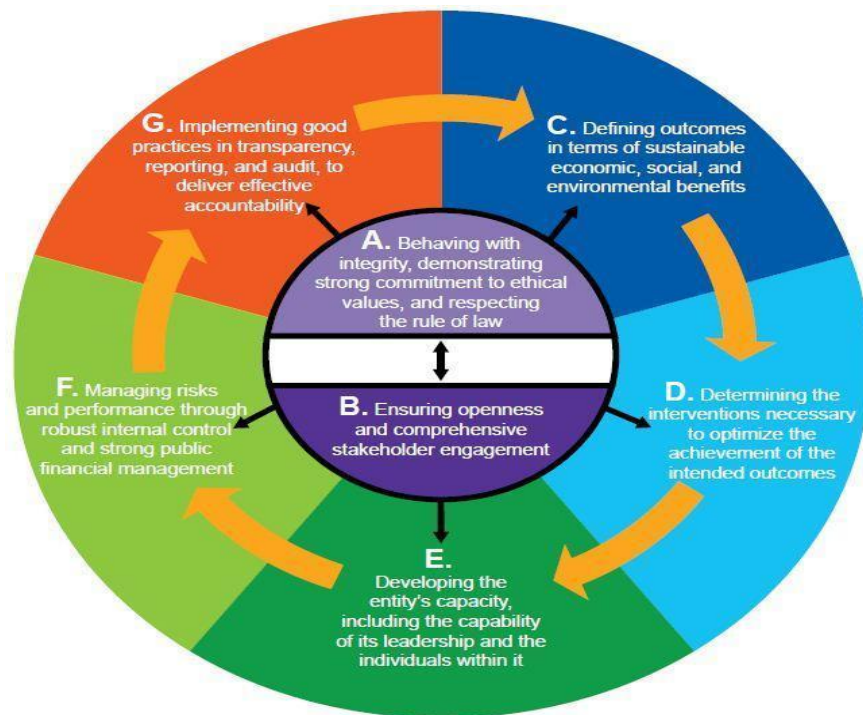 G. Implementing good
practices in transparency,
reporting, and audit, to
deliver effective
accountability
C. Defining outcomes
in terms of sustainable
economic, social, and
environmental benefits
A. Behaving with
integrity, demonstrating
strong commitment to ethical
values, and respecting
the rule of law
B. Ensuring openness
and comprehensive
stakeholder engagement
F. Managing risks
and performance through
robust internal control
and strong public
financial management
D. Determining the
interventions necessary
to optimize the
achievement of the
intended outcomes
E.
Developing the
entity's capacity,
including the capability
of its leadership and the
individuals within it